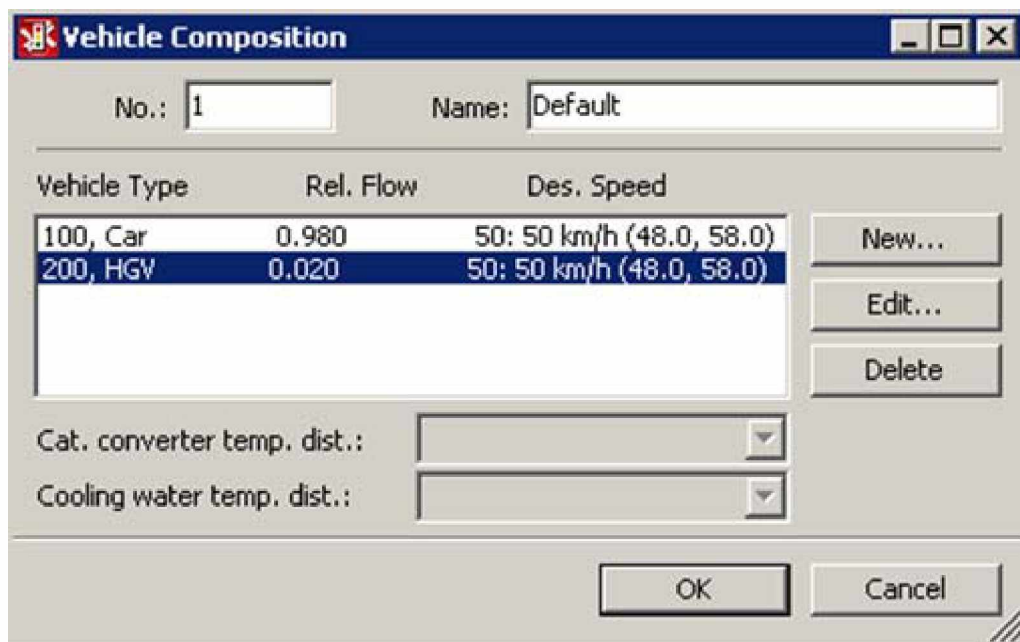 Vehicle Composition
No.: 1 Name: Default
Vehicle Type Rel. Flow Des. Speed
100, Car 0.980 50: 50 km/h (48.0, 58.0)
200, HGV 0.020 50: 50 km/h (48.0, 58.0)
New...
Edit...
Delete
Cat. converter temp. dist.:
Cooling water temp. dist.:
OK Cancel